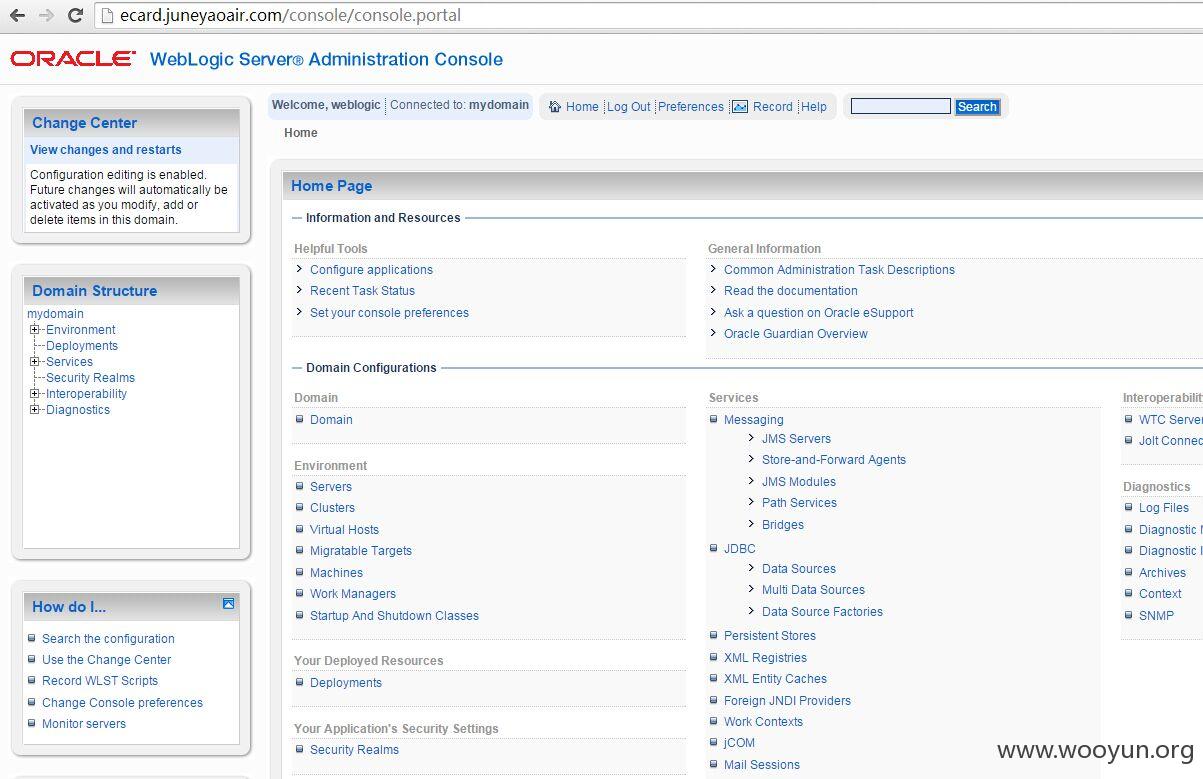 ecard.juneyaoair.com/console/console.portal
ORACLE® WebLogic Server® Administration Console
Change Center
View changes and restarts
Configuration editing is enabled.
Future changes will automatically be
activated as you modify, add or
delete items in this domain.
Domain Structure
mydomain
Environment
Deployments
Services
Security Realms
Interoperability
Diagnostics
How do I...
Search the configuration
Use the Change Center
Record WLST Scripts
Change Console preferences
Monitor servers
Welcome, weblogic Connected to: mydomain
Home Log Out Preferences Record Help
Search
Home
Home Page
Information and Resources
Helpful Tools
Configure applications
Recent Task Status
Set your console preferences
General Information
Common Administration Task Descriptions
Read the documentation
Ask a question on Oracle eSupport
Oracle Guardian Overview
Domain Configurations
Domain
Domain
Environment
Servers
Clusters
Virtual Hosts
Migratable Targets
Machines
Work Managers
Startup And Shutdown Classes
Your Deployed Resources
Deployments
Your Application's Security Settings
Security Realms
Services
Messaging
JMS Servers
Store-and-Forward Agents
JMS Modules
Path Services
Bridges
JDBC
Data Sources
Multi Data Sources
Data Source Factories
Persistent Stores
XML Registries
XML Entity Caches
Foreign JNDI Providers
Work Contexts
jCOM
Mail Sessions
Interoperabilit
WTC Server
Jolt Connec
Diagnostics
Log Files
Diagnostic
Diagnostic
Archives
Context
SNMP
www.wooyun.org